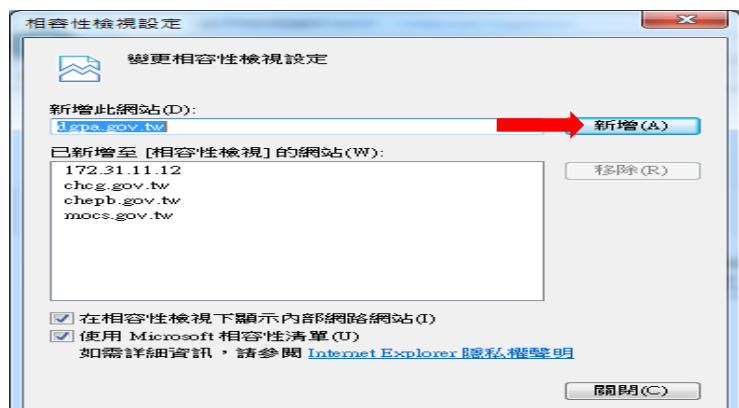 相容性檢視設定
變更相容性檢視設定
新增此網站(D):
dgpa.gov.tw
新增(A)
已新增至 [相容性檢視] 的網站(W):
172.31.11.12
移除(R)
chcg.gov.tw
chepb.gov.tw
mocs.gov.tw
在相容性檢視下顯示內部網路網站(I)
使用 Microsoft 相容性清單(U)
如需詳細資訊，請參閱 Internet Explorer 隱私權聲明
關閉(C)